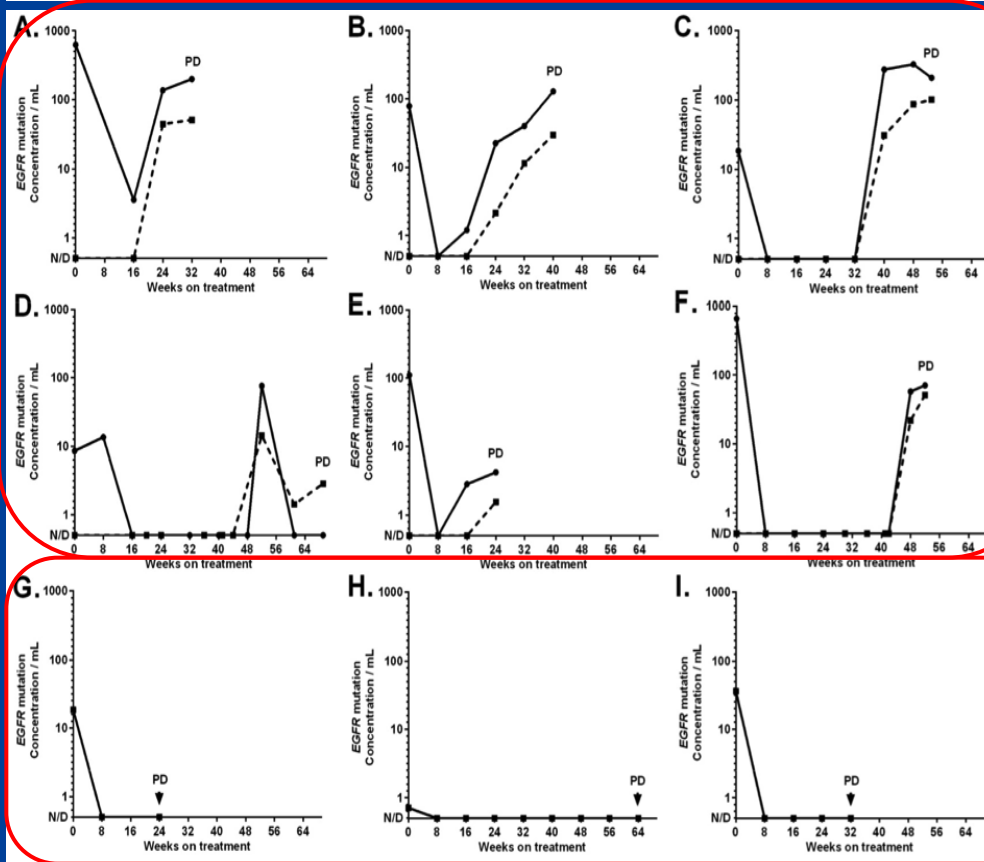 A.
1000
100
10
1
N/D
EGFR mutation
Concentration / mL
PD
0 8 16 24 32 40 48 56 64
Weeks on treatment
B.
1000
100
10
1
N/D
EGFR mutation
Concentration / mL
PD
0 8 16 24 32 40 48 56 64
Weeks on treatment
C.
1000
100
10
1
N/D
EGFR mutation
Concentration / mL
PD
0 8 16 24 32 40 48 56 64
Weeks on treatment
D.
1000
100
10
1
N/D
EGFR mutation
Concentration / mL
PD
0 8 16 24 32 40 48 56 64
Weeks on treatment
E.
1000
100
10
1
N/D
EGFR mutation
Concentration / mL
PD
0 8 16 24 32 40 48 56 64
Weeks on treatment
F.
1000
100
10
1
N/D
EGFR mutation
Concentration / mL
PD
0 8 16 24 32 40 48 56 64
Weeks on treatment
G.
1000
100
10
1
N/D
EGFR mutation
Concentration / mL
PD
0 8 16 24 32 40 48 56 64
Weeks on treatment
H.
1000
100
10
1
N/D
EGFR mutation
Concentration / mL
PD
0 8 16 24 32 40 48 56 64
Weeks on treatment
I.
1000
100
10
1
N/D
EGFR mutation
Concentration / mL
PD
0 8 16 24 32 40 48 56 64
Weeks on treatment